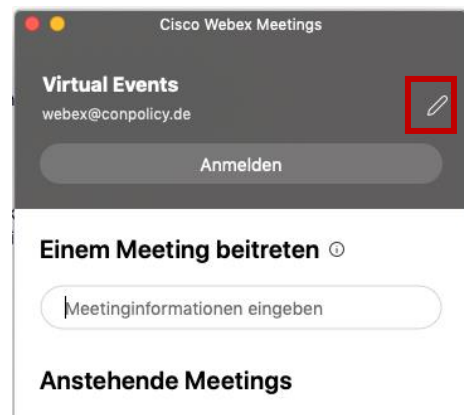 Cisco Webex Meetings
Virtual Events
webex@conpolicy.de
Anmelden
Einem Meeting beitreten
Meetinginformationen eingeben
Anstehende Meetings